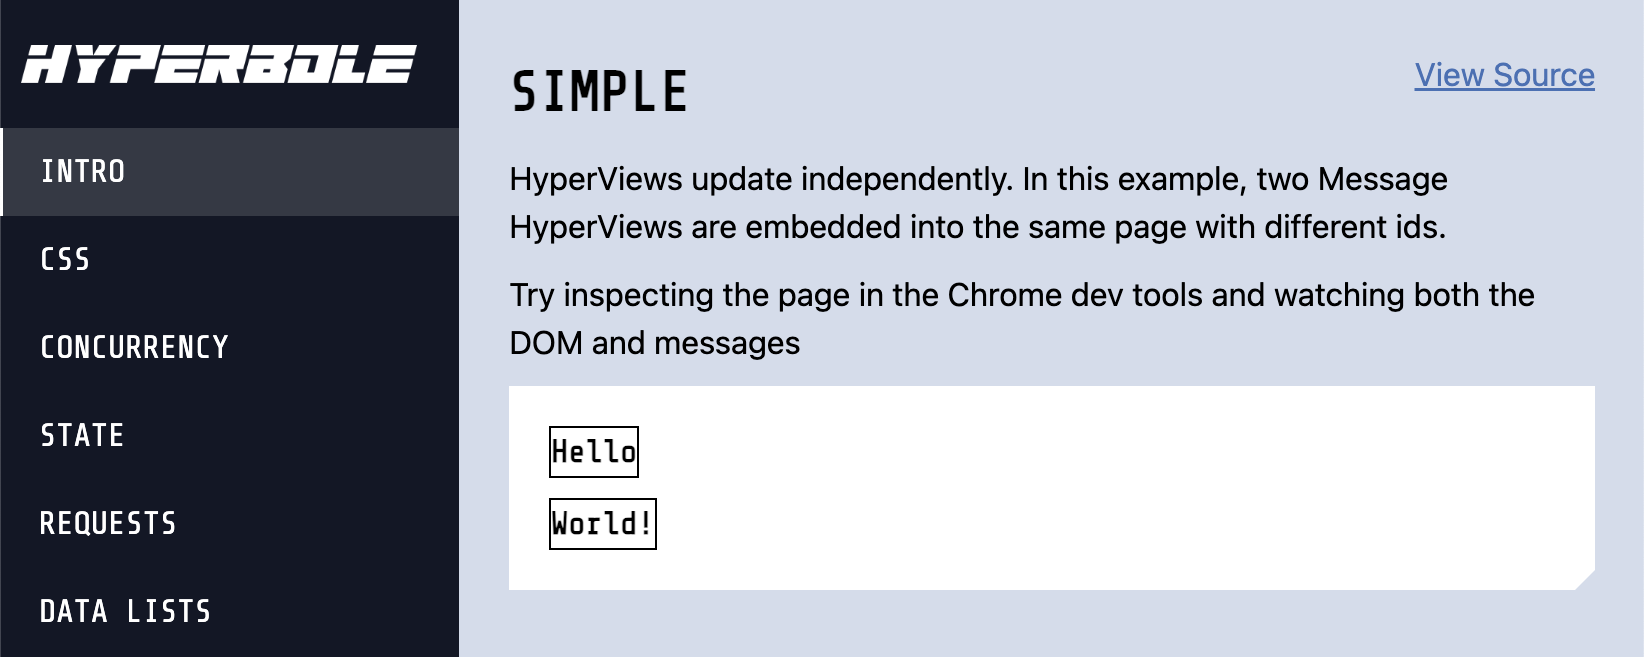 HYPERBOLE
INTRO
CSS
CONCURRENCY
STATE
REQUESTS
DATA LISTS
SIMPLE
View Source
HyperViews update independently. In this example, two Message
HyperViews are embedded into the same page with different ids.
Try inspecting the page in the Chrome dev tools and watching both the
DOM and messages
Hello
World!